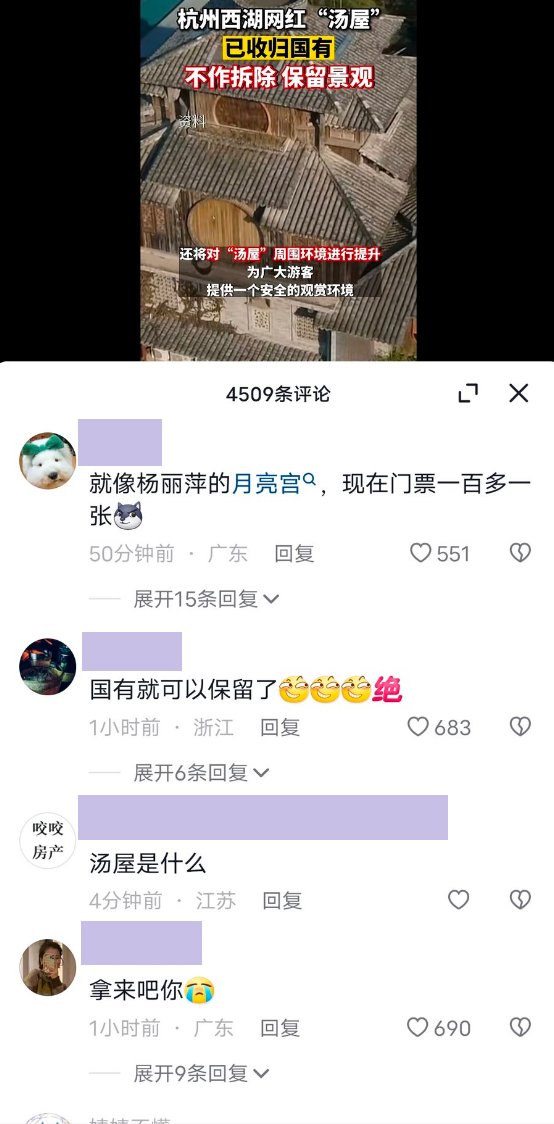 杭州西湖网红“汤屋”
已收归国有
不作拆除 保留景观
资料
还将对“汤屋”周围环境进行提升
为广大游客
提供一个安全的观赏环境
4509条评论
就像杨丽萍的月亮宫，现在门票一百多一
张
50分钟前 · 广东 回复 551
展开15条回复
国有就可以保留了绝
1小时前 · 浙江 回复 683
展开6条回复
咬咬
房产
汤屋是什么
4分钟前 · 江苏 回复
拿来吧你
1小时前 · 广东 回复 690
展开9条回复